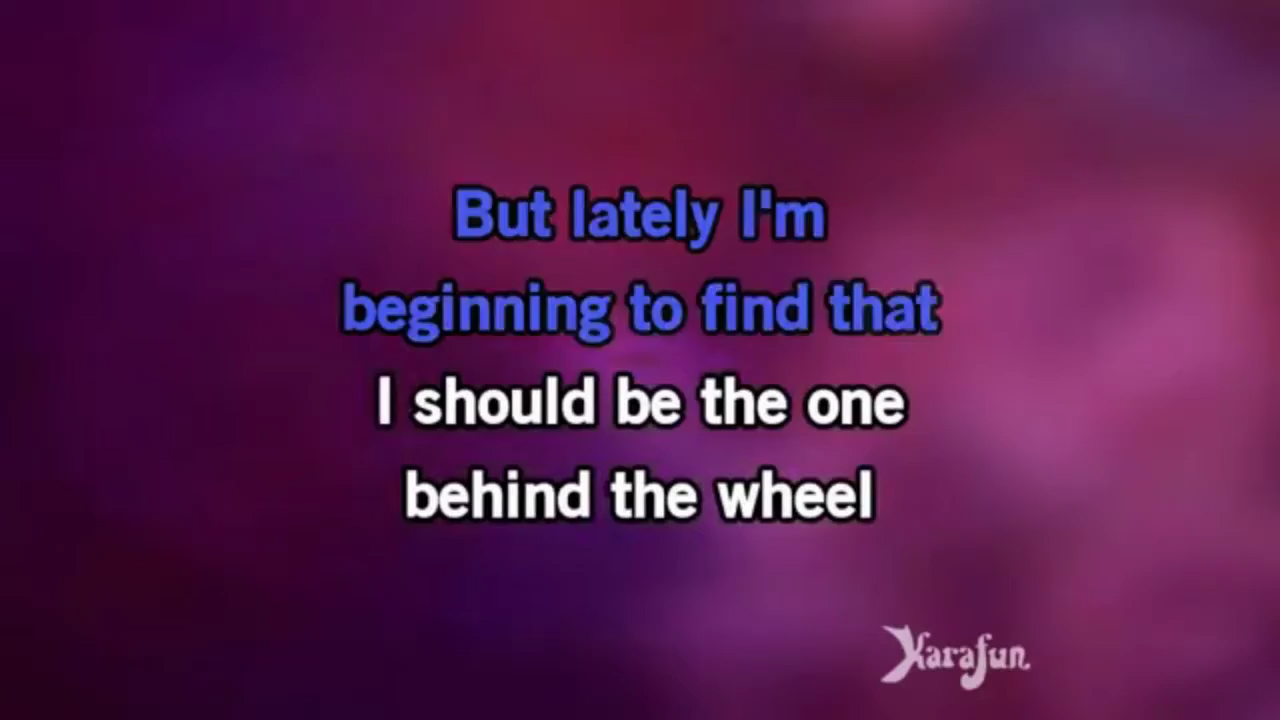 But lately I'm
beginning to find that
I should be the one
behind the wheel
Karafun